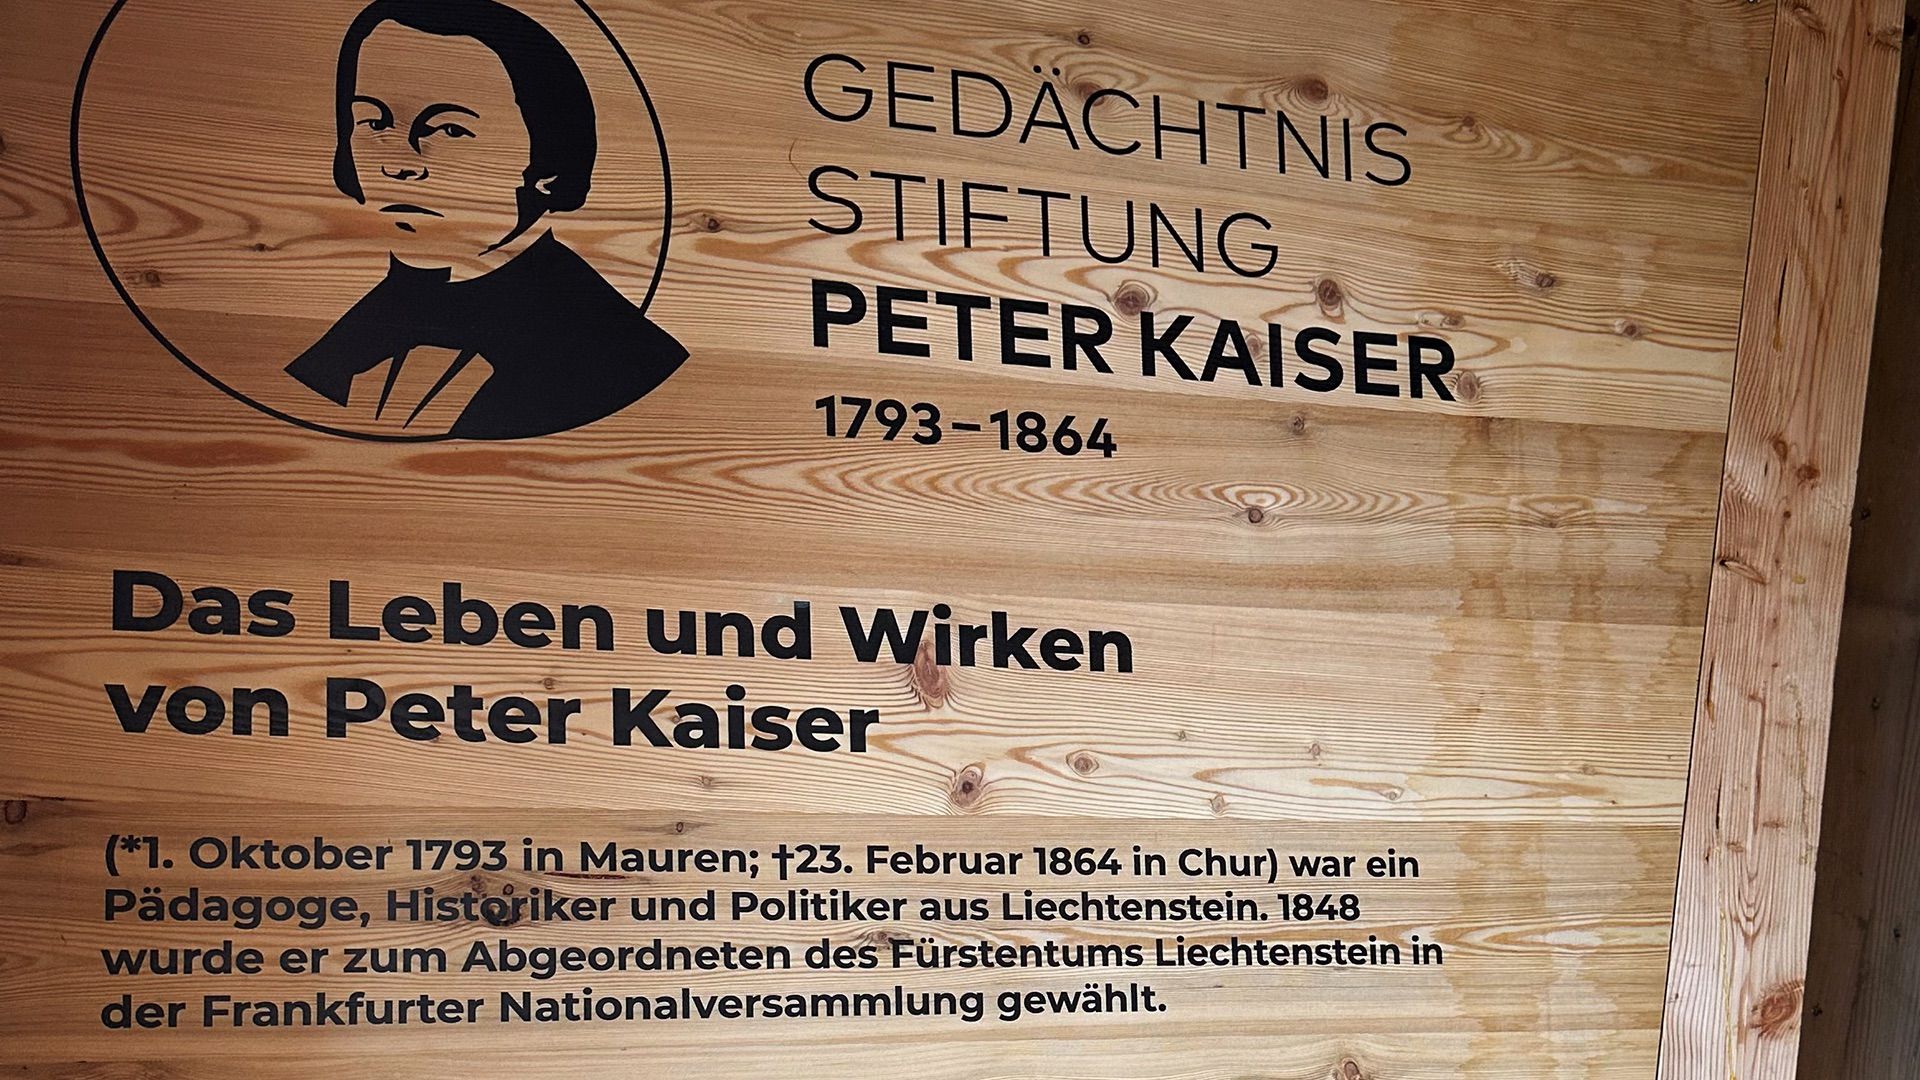 GEDÄCHTNIS
STIFTUNG
PETER KAISER
1793–1864
Das Leben und Wirken
von Peter Kaiser
(*1. Oktober 1793 in Mauren; †23. Februar 1864 in Chur) war ein
Pädagoge, Historiker und Politiker aus Liechtenstein. 1848
wurde er zum Abgeordneten des Fürstentums Liechtenstein in
der Frankfurter Nationalversammlung gewählt.